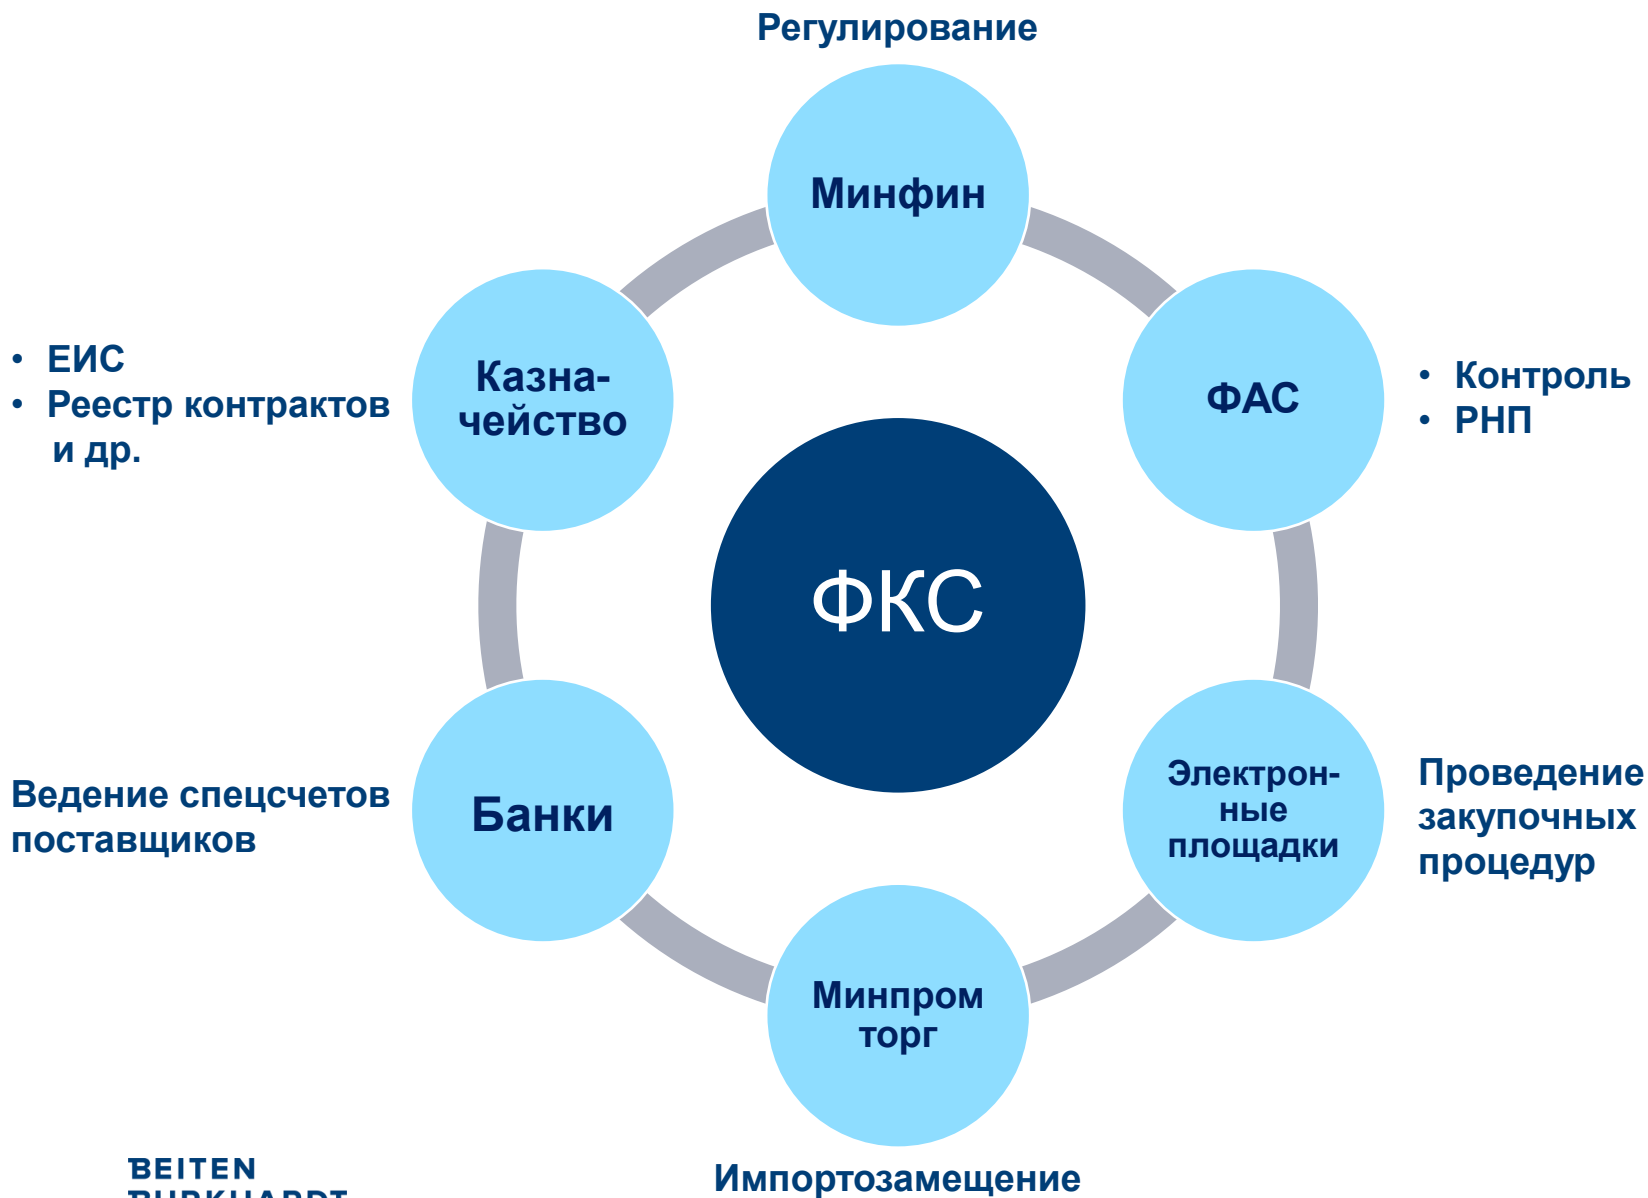 Регулирование
Минфин
• ЕИС
• Реестр контрактов
и др.
Казна-
чейство
ФАС
• Контроль
• РНП
ФКС
Ведение спецсчетов
поставщиков
Банки
Электрон-
ные
площадки
Проведение
закупочных
процедур
Минпром
торг
Импортозамещение
BEITEN
BURKHARDT